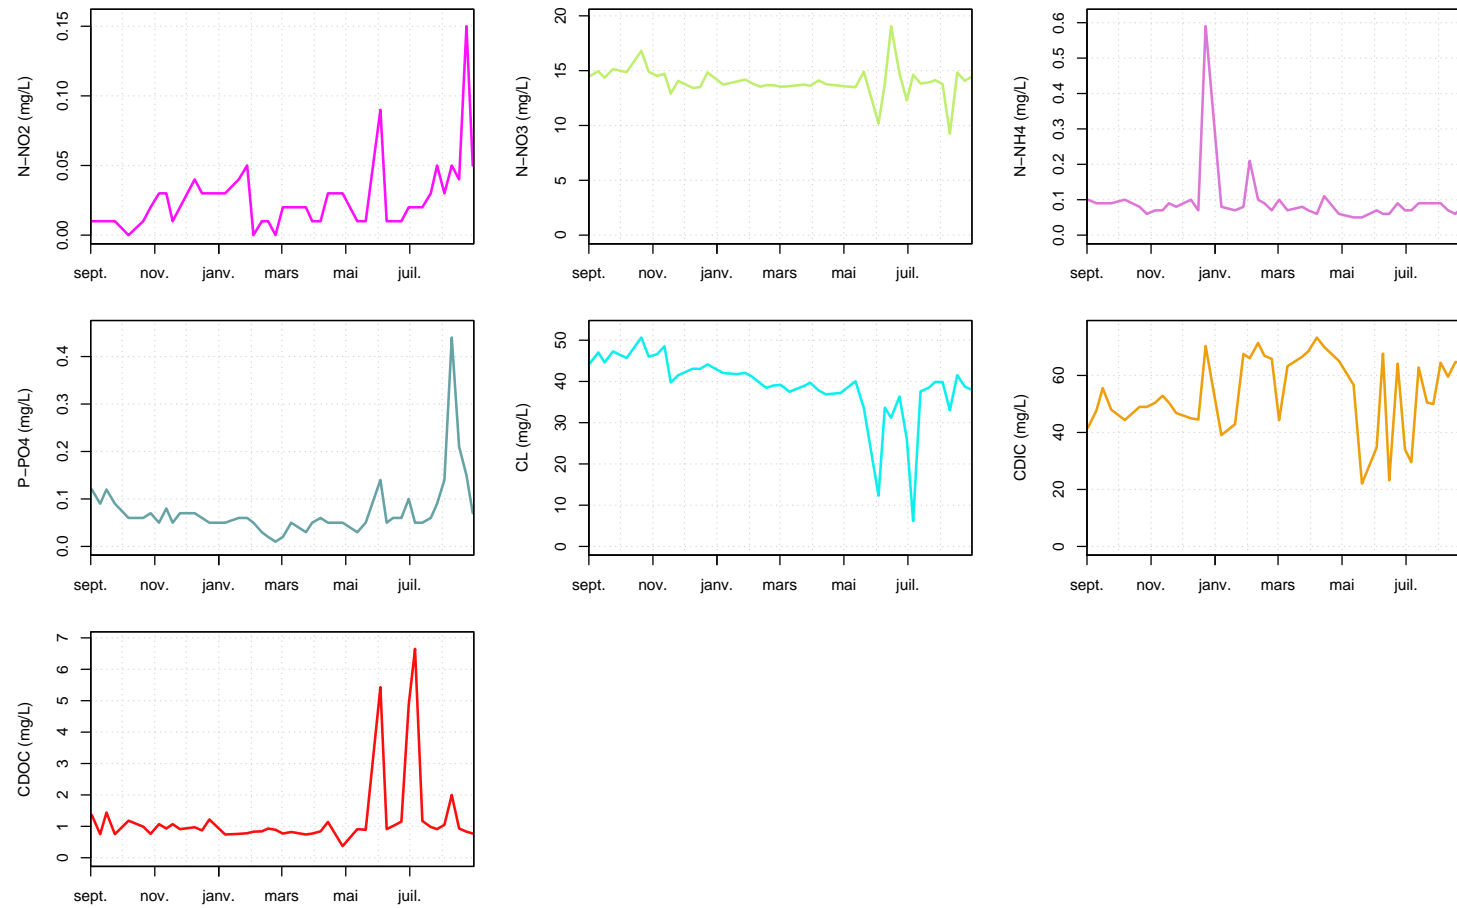 N−NO2 (mg/L)
0.00
0.05
0.10
0.15
sept.
nov.
janv.
mars
mai
juil.
N−NO3 (mg/L)
0
5
10
15
20
sept.
nov.
janv.
mars
mai
juil.
N−NH4 (mg/L)
0.0
0.1
0.2
0.3
0.4
0.5
0.6
sept.
nov.
janv.
mars
mai
juil.
P−PO4 (mg/L)
0.0
0.1
0.2
0.3
0.4
sept.
nov.
janv.
mars
mai
juil.
CL (mg/L)
0
10
20
30
40
50
sept.
nov.
janv.
mars
mai
juil.
CDIC (mg/L)
0
20
40
60
sept.
nov.
janv.
mars
mai
juil.
CDOC (mg/L)
0
1
2
3
4
5
6
7
sept.
nov.
janv.
mars
mai
juil.